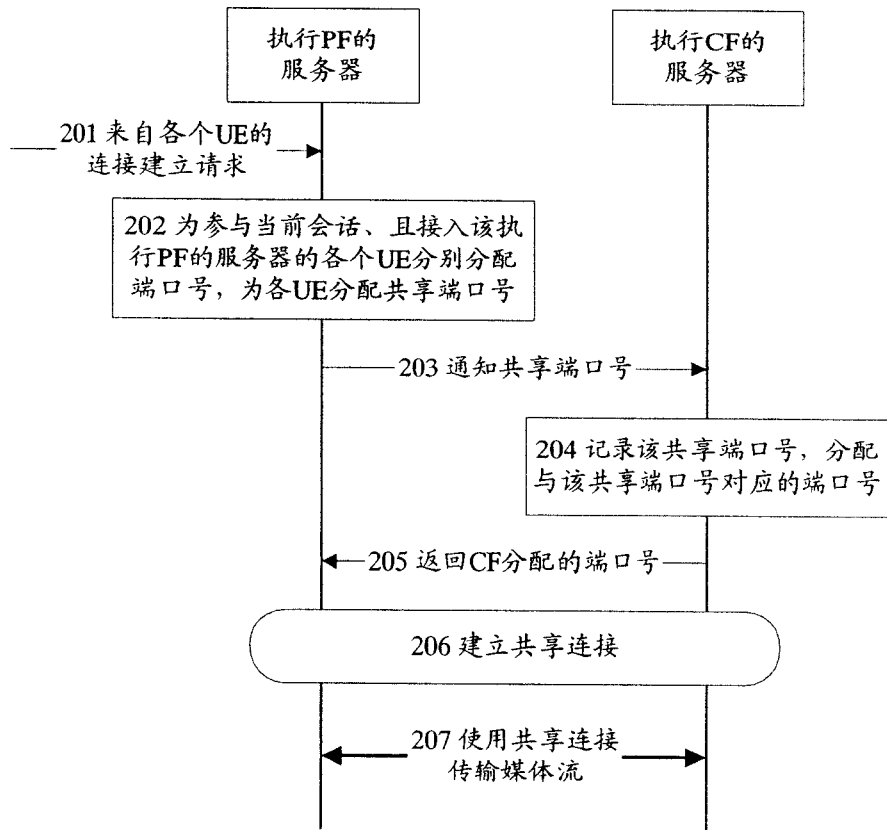 执行PF的
服务器
执行CF的
服务器
201 来自各个UE的
连接建立请求
202 为参与当前会话、且接入该执
行PF的服务器的各个UE分别分配
端口号，为各UE分配共享端口号
203 通知共享端口号
204 记录该共享端口号，分配
与该共享端口号对应的端口号
205 返回CF分配的端口号
206 建立共享连接
207 使用共享连接
传输媒体流